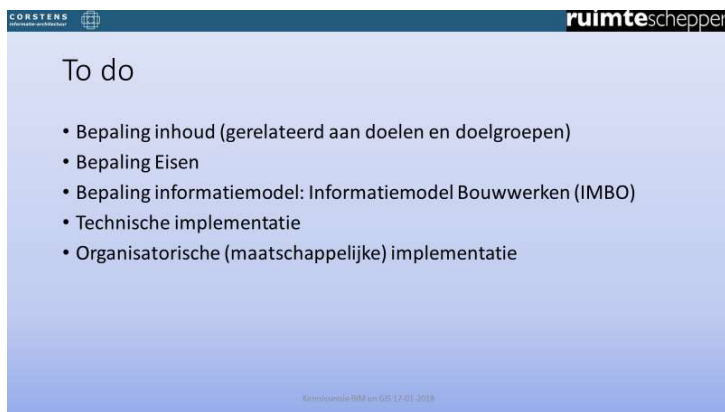 CORSTENS
informatie-architectuur
ruimteschepper
To do
• Bepaling inhoud (gerelateerd aan doelen en doelgroepen)
• Bepaling Eisen
• Bepaling informatiemodel: Informatiemodel Bouwwerken (IMBO)
• Technische implementatie
• Organisatorische (maatschappelijke) implementatie
Kennissessie BIM en GIS 17-01-2018